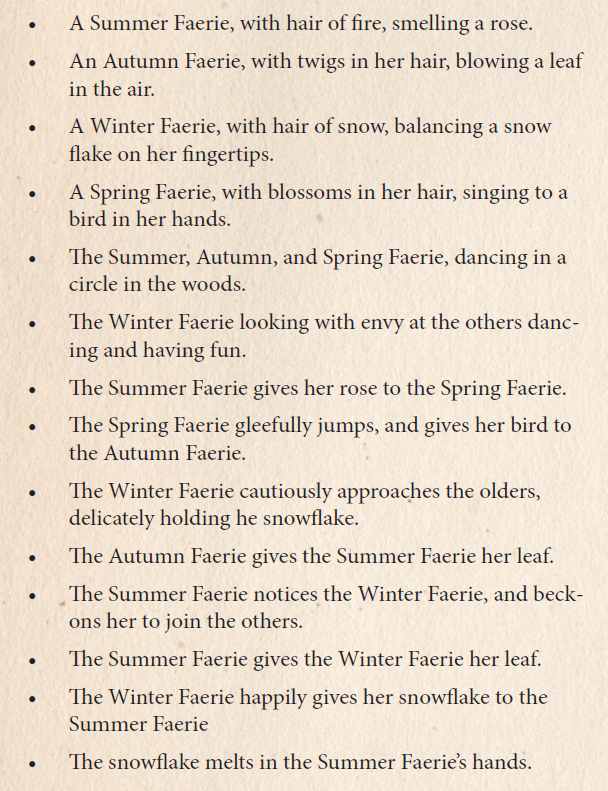 • A Summer Faerie, with hair of fire, smelling a rose.
• An Autumn Faerie, with twigs in her hair, blowing a leaf
in the air.
• A Winter Faerie, with hair of snow, balancing a snow
flake on her fingertips.
• A Spring Faerie, with blossoms in her hair, singing to a
bird in her hands.
• The Summer, Autumn, and Spring Faerie, dancing in a
circle in the woods.
• The Winter Faerie looking with envy at the others danc-
ing and having fun.
• The Summer Faerie gives her rose to the Spring Faerie.
• The Spring Faerie gleefully jumps, and gives her bird to
the Autumn Faerie.
• The Winter Faerie cautiously approaches the olders,
delicately holding he snowflake.
• The Autumn Faerie gives the Summer Faerie her leaf.
• The Summer Faerie notices the Winter Faerie, and beck-
ons her to join the others.
• The Summer Faerie gives the Winter Faerie her leaf.
• The Winter Faerie happily gives her snowflake to the
Summer Faerie
• The snowflake melts in the Summer Faerie's hands.